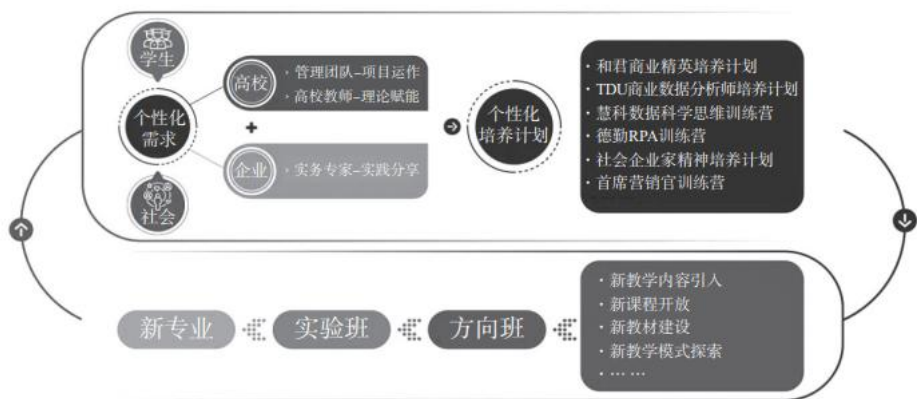 学生
个性化
需求
社会
高校
· 管理团队–项目运作
· 高校教师–理论赋能
企业
· 实务专家–实践分享
个性化
培养计划
· 和君商业精英培养计划
· TDU商业数据分析师培养计划
· 慧科数据科学思维训练营
· 德勤RPA训练营
· 社会企业家精神培养计划
· 首席营销官训练营
· 新教学内容引入
· 新课程开放
· 新教材建设
· 新教学模式探索
· … …
方向班
实验班
新专业